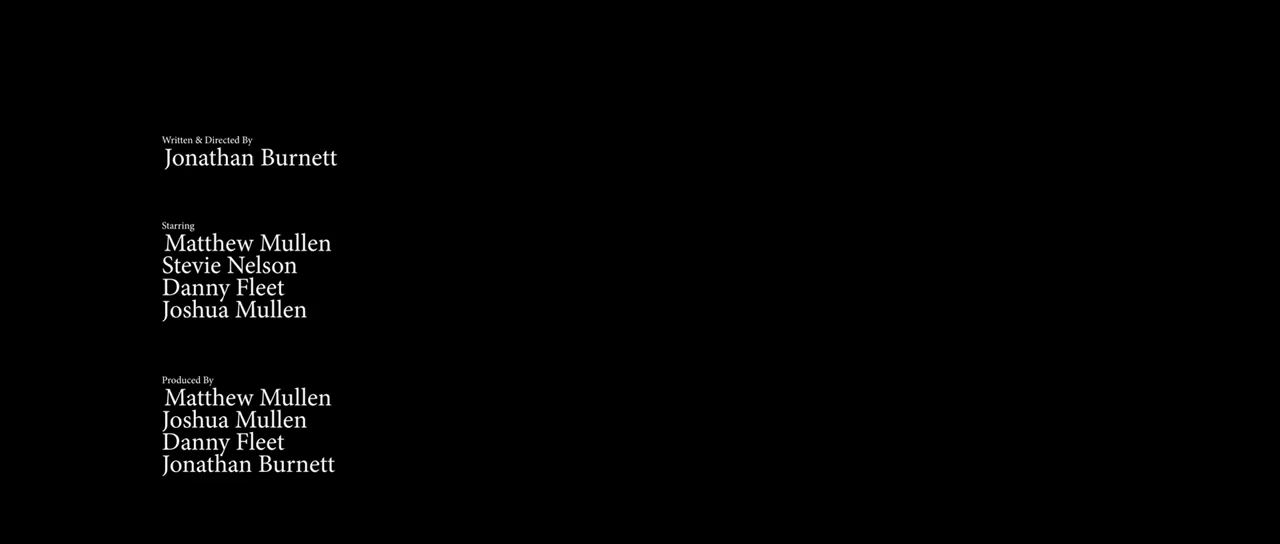 Written & Directed By
Jonathan Burnett
Starring
Matthew Mullen
Stevie Nelson
Danny Fleet
Joshua Mullen
Produced By
Matthew Mullen
Joshua Mullen
Danny Fleet
Jonathan Burnett